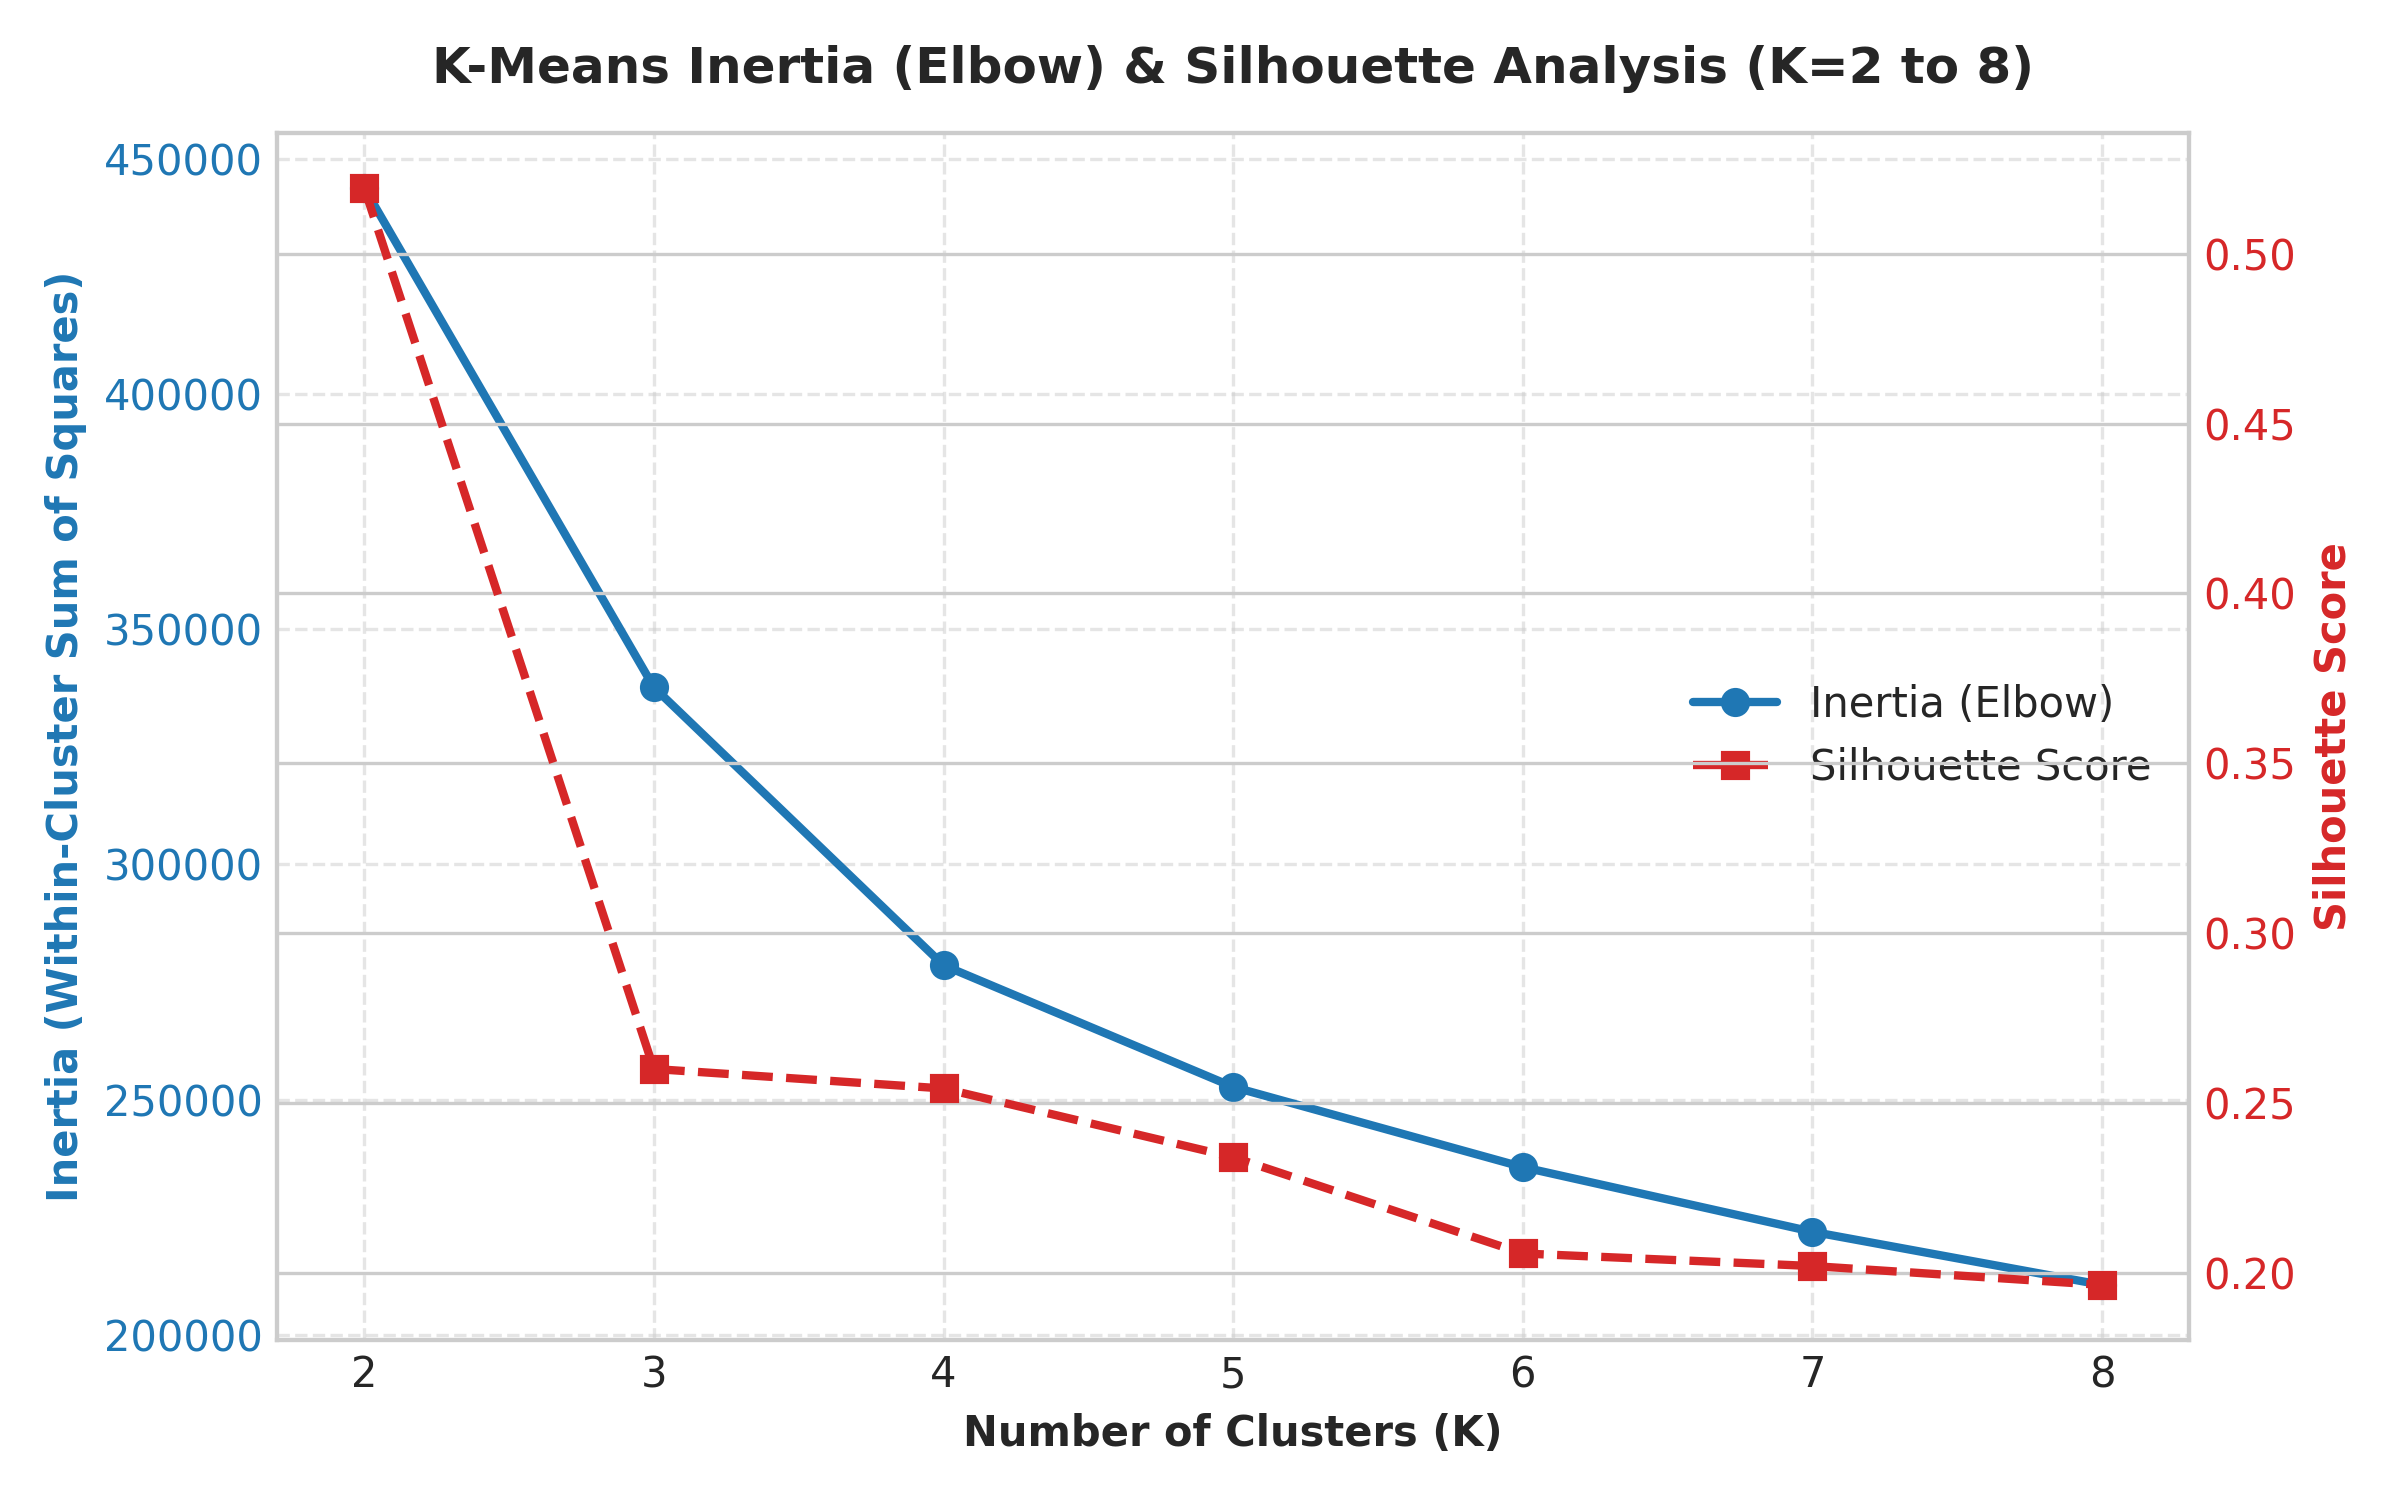 K-Means Inertia (Elbow) & Silhouette Analysis (K=2 to 8)
Inertia (Within-Cluster Sum of Squares)
450000
400000
350000
300000
250000
200000
0.50
0.45
0.40
0.35
0.30
0.25
0.20
Silhouette Score
Inertia (Elbow)
Silhouette Score
2 3 4 5 6 7 8
Number of Clusters (K)